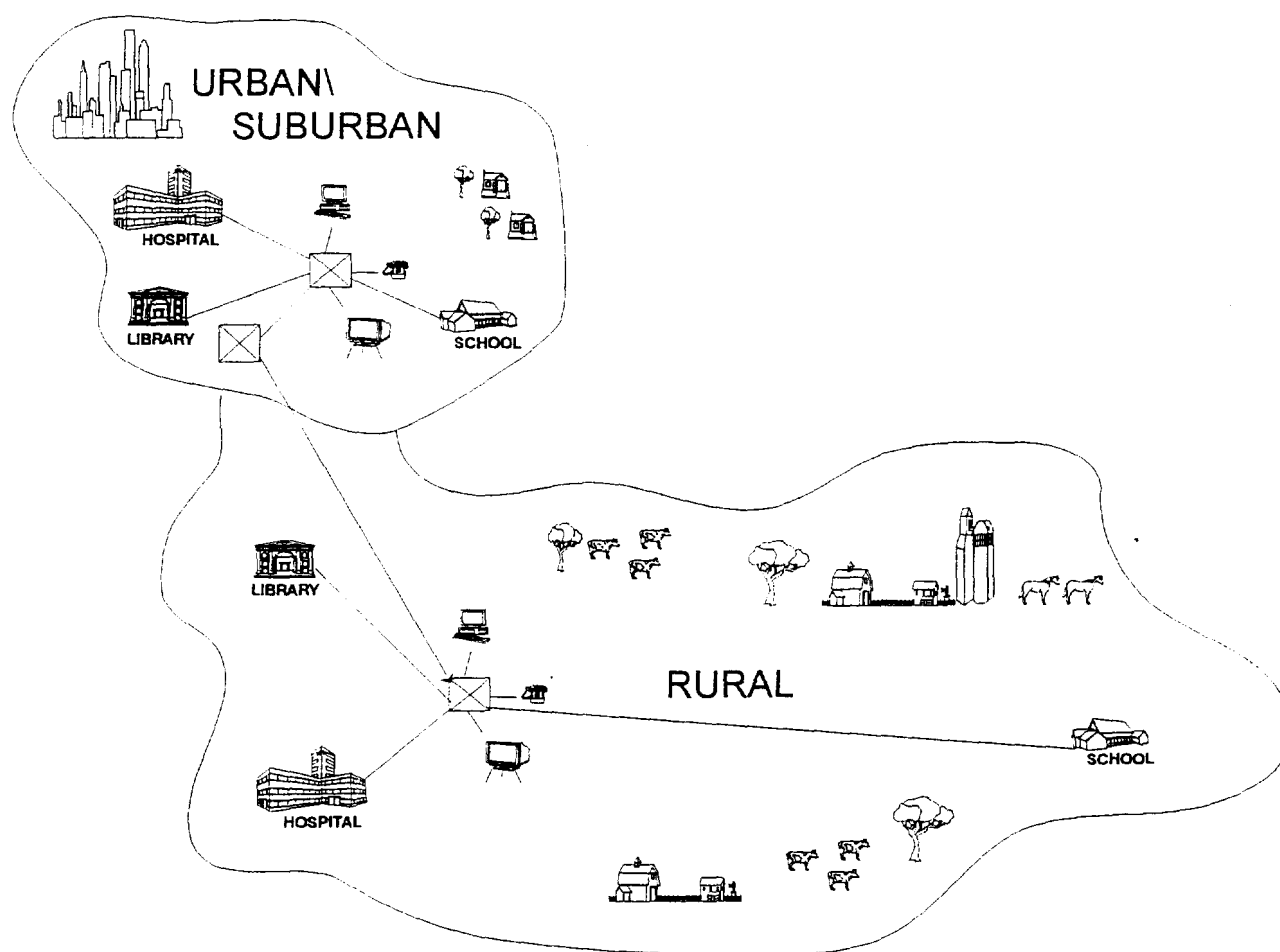 URBAN\
SUBURBAN
HOSPITAL
LIBRARY
SCHOOL
LIBRARY
RURAL
SCHOOL
HOSPITAL